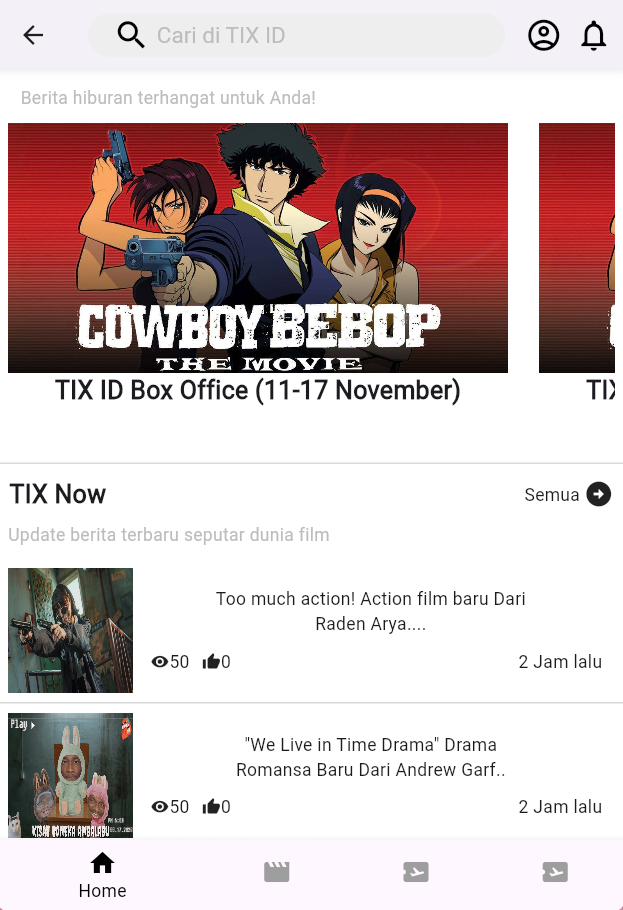 Cari di TIX ID
Berita hiburan terhangat untuk Anda!
COWBOY BEBOP
THE MOVIE
TIX ID Box Office (11-17 November)
TIX
TIX Now
Semua
Update berita terbaru seputar dunia film
Too much action! Action film baru Dari
Raden Arya....
50 0
2 Jam lalu
Play
"We Live in Time Drama" Drama
Romansa Baru Dari Andrew Garf..
KISAH BONEKA AMBALABU
50 0
2 Jam lalu
Home